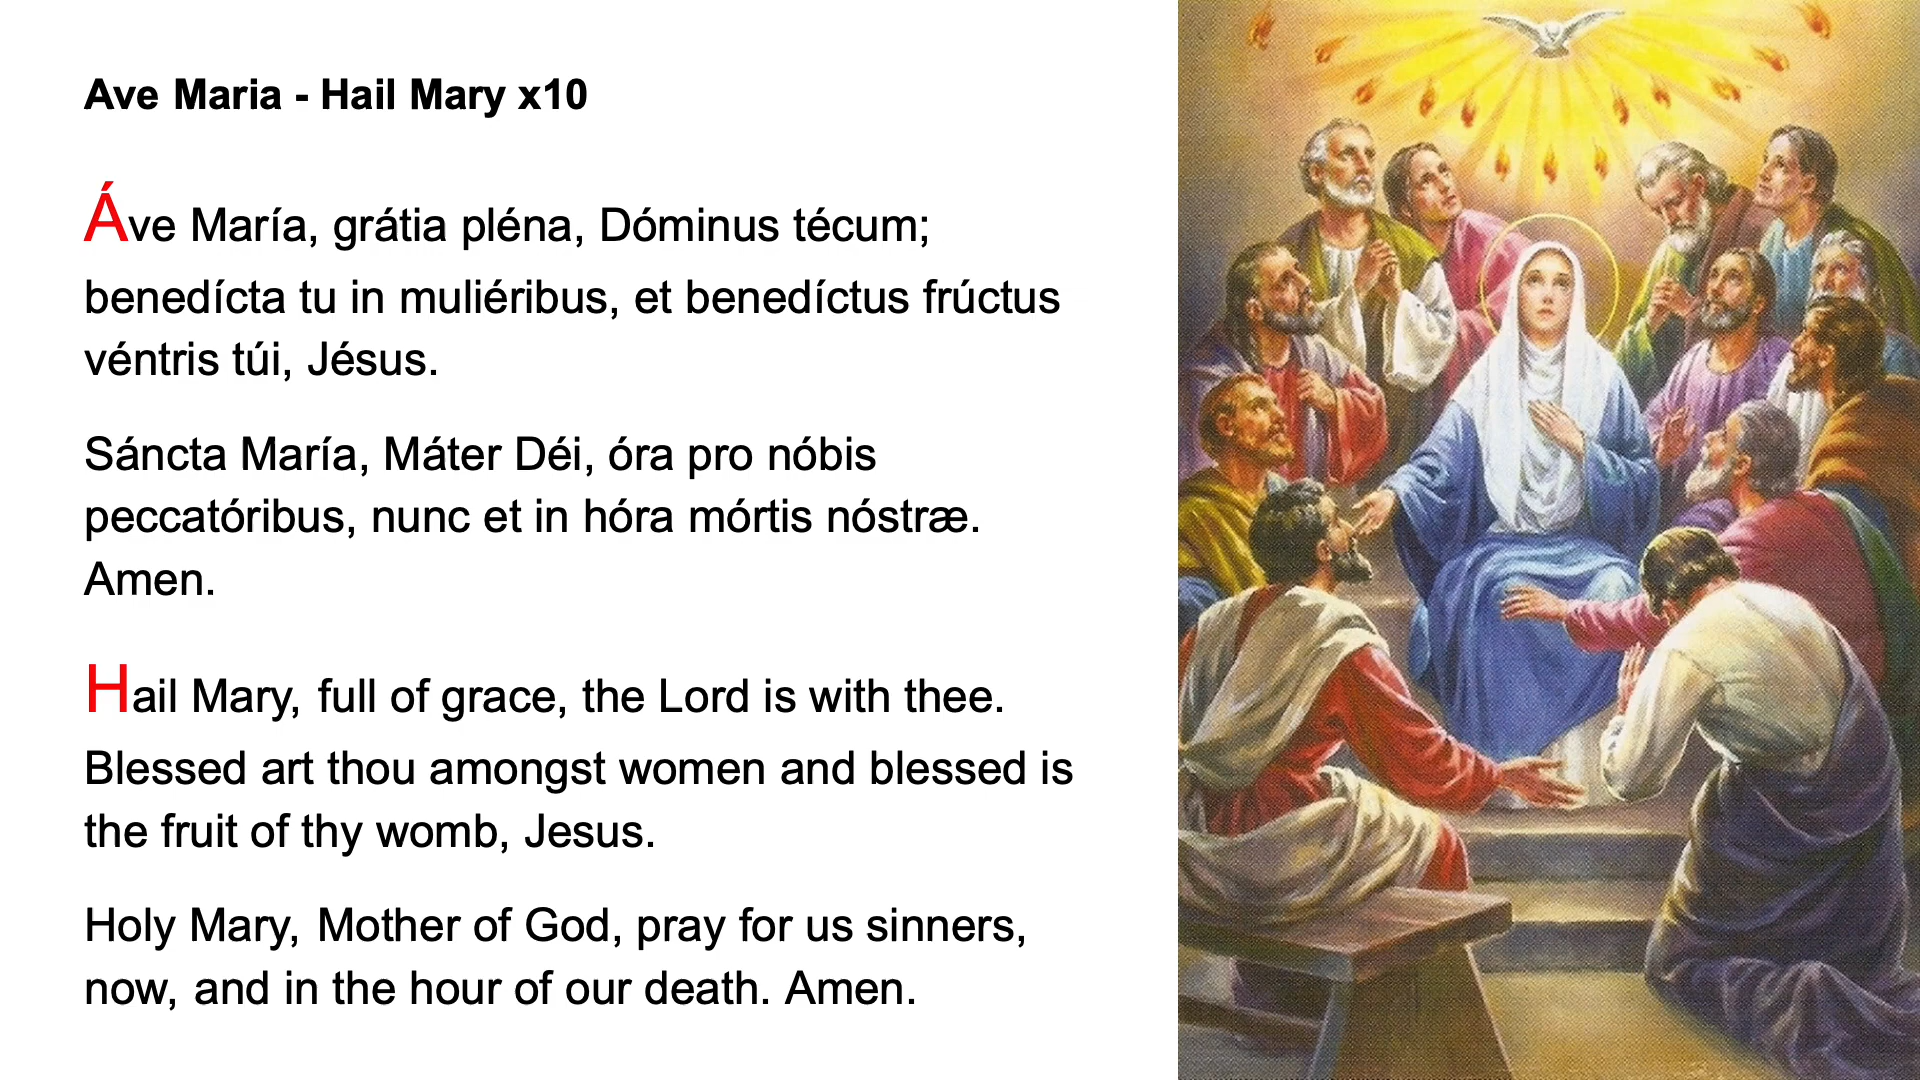 Ave Maria - Hail Mary x10
Áve María, grátia pléna, Dóminus técum;
benedícta tu in muliéribus, et benedíctus frúctus
véntris túi, Jésus.
Sáncta María, Máter Déi, óra pro nóbis
peccatóribus, nunc et in hóra mórtis nóstræ.
Amen.
Hail Mary, full of grace, the Lord is with thee.
Blessed art thou amongst women and blessed is
the fruit of thy womb, Jesus.
Holy Mary, Mother of God, pray for us sinners,
now, and in the hour of our death. Amen.